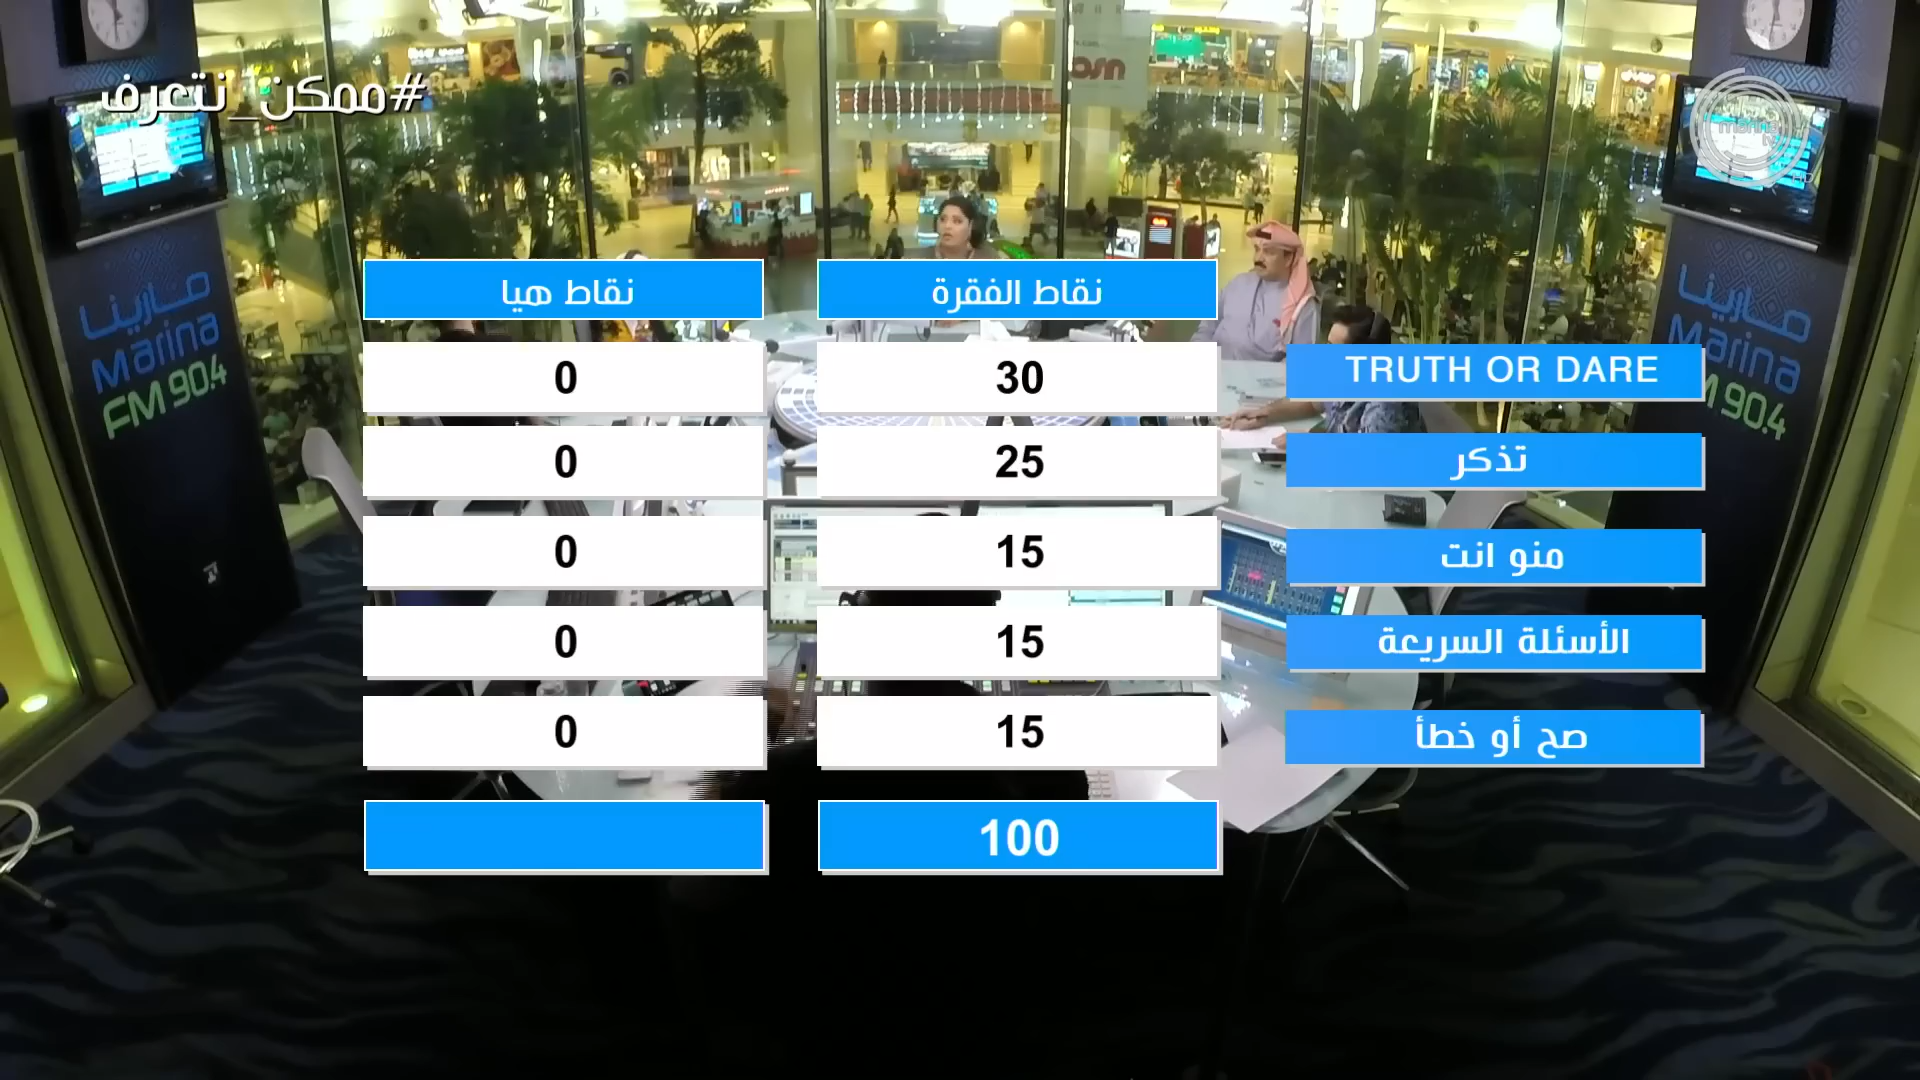 #ممكن_نتعرف
marina
مارينا
Marina
FM 90.4
مارينا
Marina
FM 90.4
نقاط الفقرة
نقاط هيا
TRUTH OR DARE
30
0
تذكر
25
0
منو انت
15
0
الأسئلة السريعة
15
0
صح أو خطأ
15
0
100